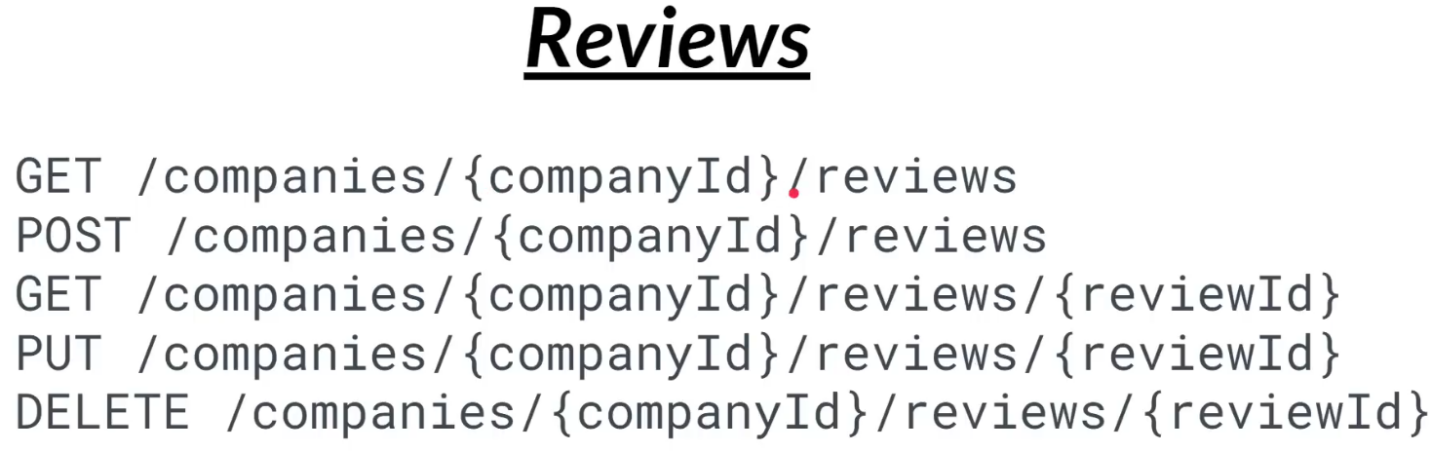 Reviews
GET /companies/{companyId}/reviews
POST /companies/{companyId}/reviews
GET /companies/{companyId}/reviews/{reviewId}
PUT /companies/{companyId}/reviews/{reviewId}
DELETE /companies/{companyId}/reviews/{reviewId}